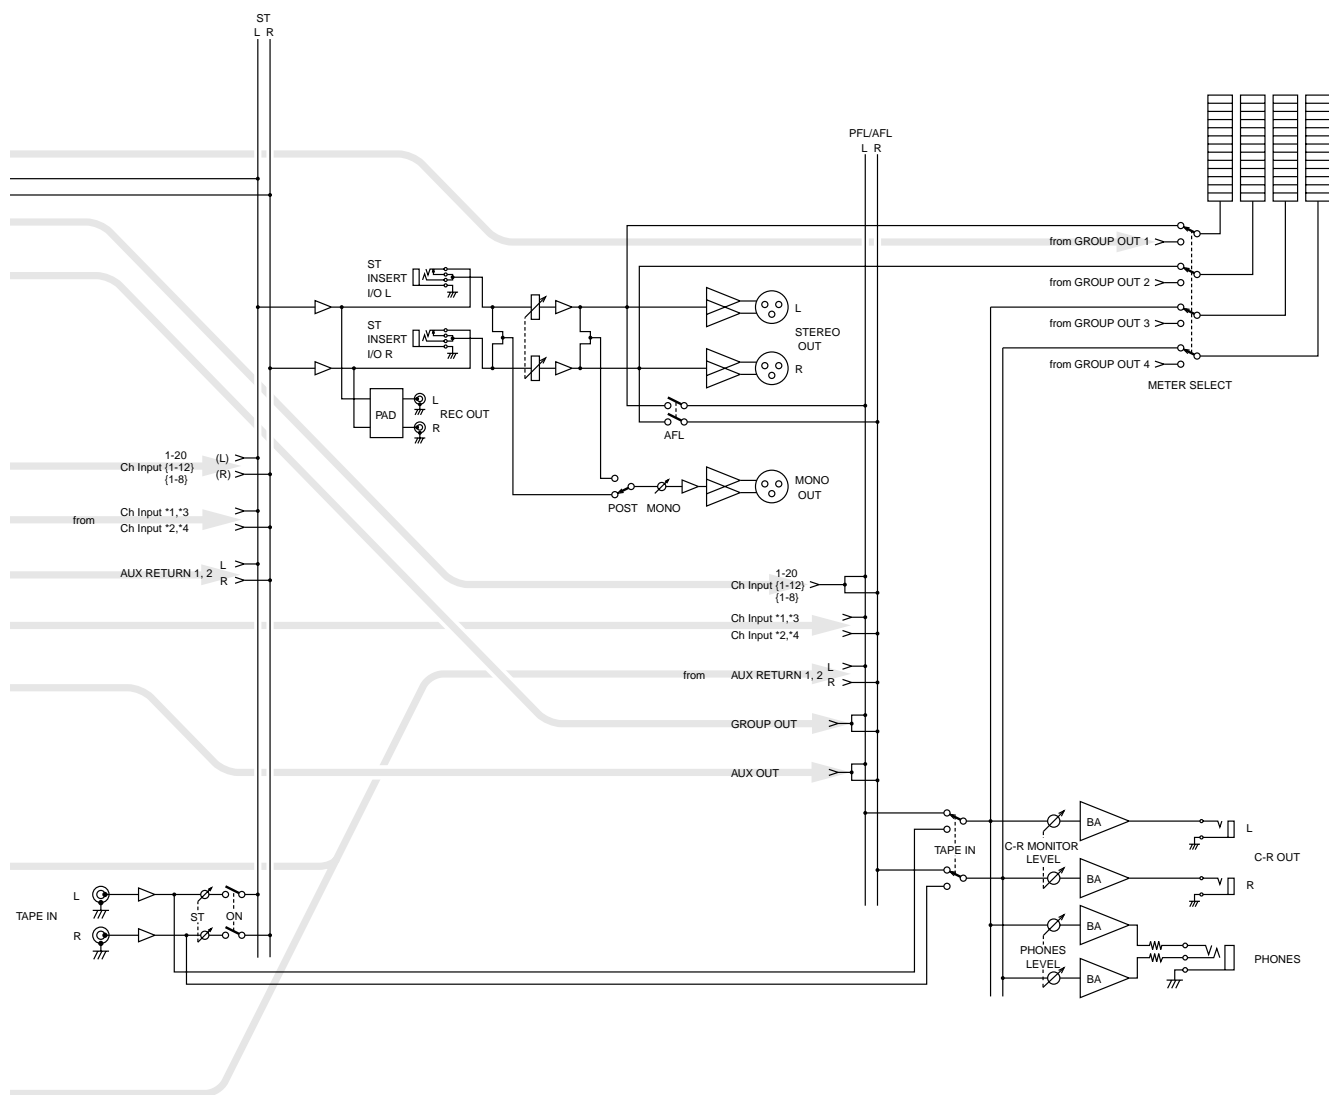 ST
L R
PFL/AFL
L R
from GROUP OUT 1
from GROUP OUT 2
from GROUP OUT 3
from GROUP OUT 4
METER SELECT
ST
INSERT
I/O L
ST
INSERT
I/O R
L
STEREO
OUT
R
PAD
L
REC OUT
R
AFL
POST MONO
MONO
OUT
1-20
Ch Input {1-12}
{1-8}
(L)
(R)
from
Ch Input *1,*3
Ch Input *2,*4
AUX RETURN 1, 2
L
R
1-20
Ch Input {1-12}
{1-8}
Ch Input *1,*3
Ch Input *2,*4
from AUX RETURN 1, 2
L
R
GROUP OUT
AUX OUT
TAPE IN
C-R MONITOR
LEVEL
BA
L
C-R OUT
BA
R
PHONES
LEVEL
BA
BA
PHONES
TAPE IN
L
R
ST
ON